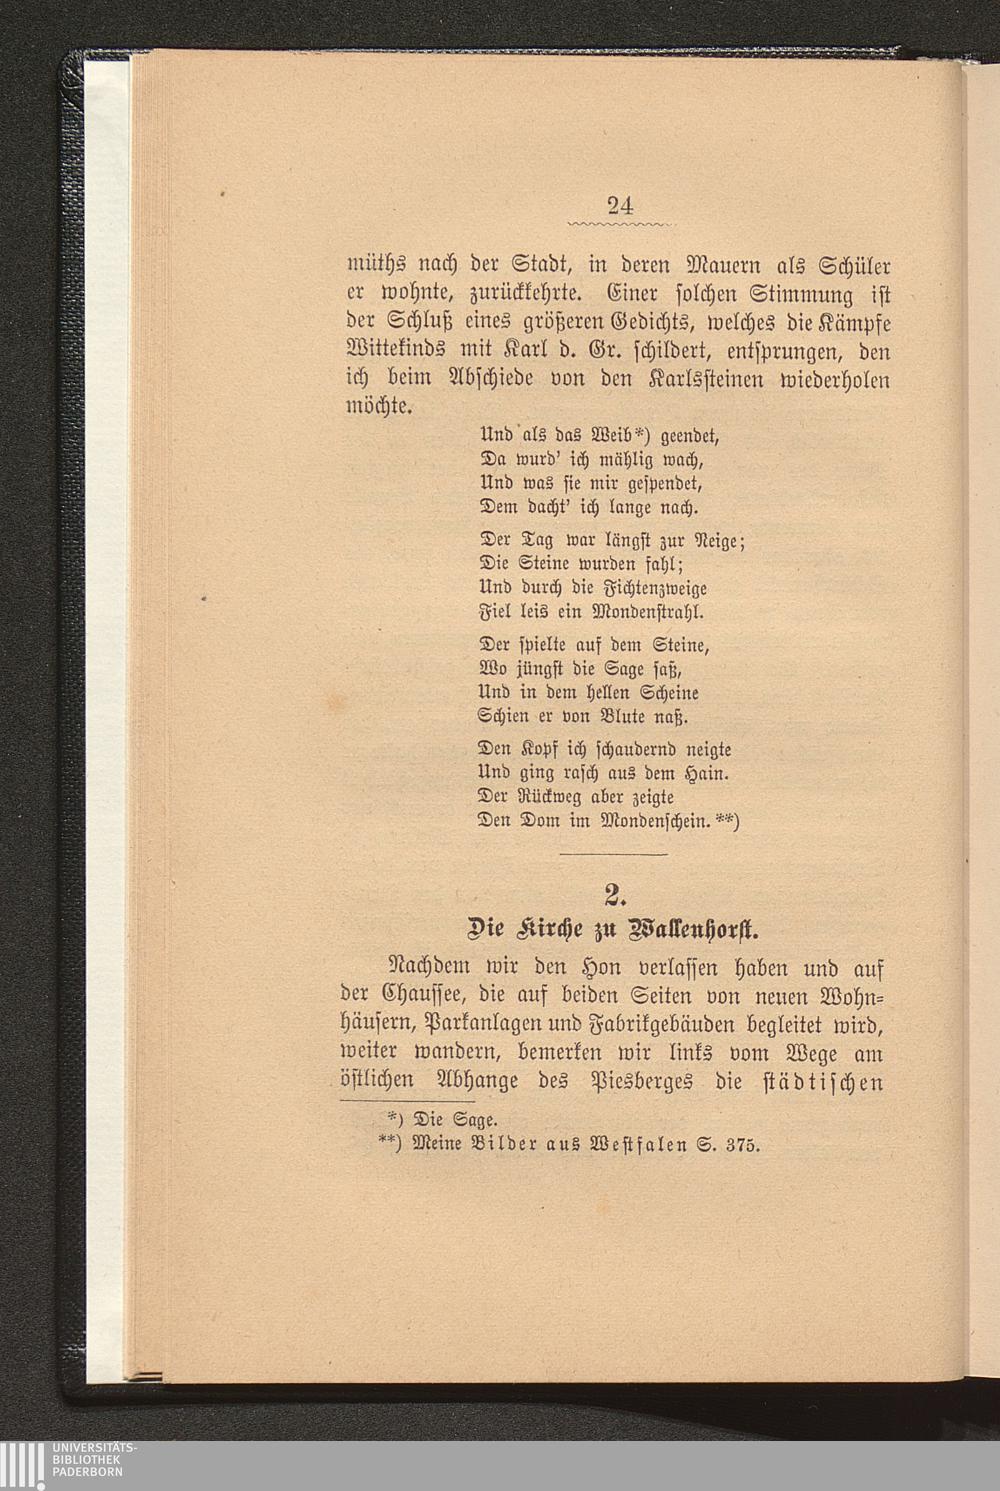 24
müths nach der Stadt, in deren Mauern als Schüler
er wohnte, zurückkehrte. Einer solchen Stimmung ist
der Schluß eines größeren Gedichts, welches die Kämpfe
Wittekinds mit Karl d. Gr. schildert, entsprungen, den
ich beim Abschiede von den Karlssteinen wiederholen
möchte.
Und als das Weib*) geendet,
Da wurd' ich mählig wach,
Und was sie mir gespendet,
Dem dacht' ich lange nach.
Der Tag war längst zur Neige;
Die Steine wurden fahl;
Und durch die Fichtenzweige
Fiel leis ein Mondenstrahl.
Der spielte auf dem Steine,
Wo jüngst die Sage saß,
Und in dem hellen Scheine
Schien er von Blute naß.
Den Kopf ich schaudernd neigte
Und ging rasch aus dem Hain.
Der Rückweg aber zeigte
Den Dom im Mondenschein.**)
2.
Die Kirche zu Wallenhorst.
Nachdem wir den Hon verlassen haben und auf
der Chaussee, die auf beiden Seiten von neuen Wohn-
häusern, Parkanlagen und Fabrikgebäuden begleitet wird,
weiter wandern, bemerken wir links vom Wege am
östlichen Abhange des Piesberges die städtischen
*) Die Sage.
**) Meine Bilder aus Westfalen S. 375.
UNIVERSITÄTS-
BIBLIOTHEK
PADERBORN